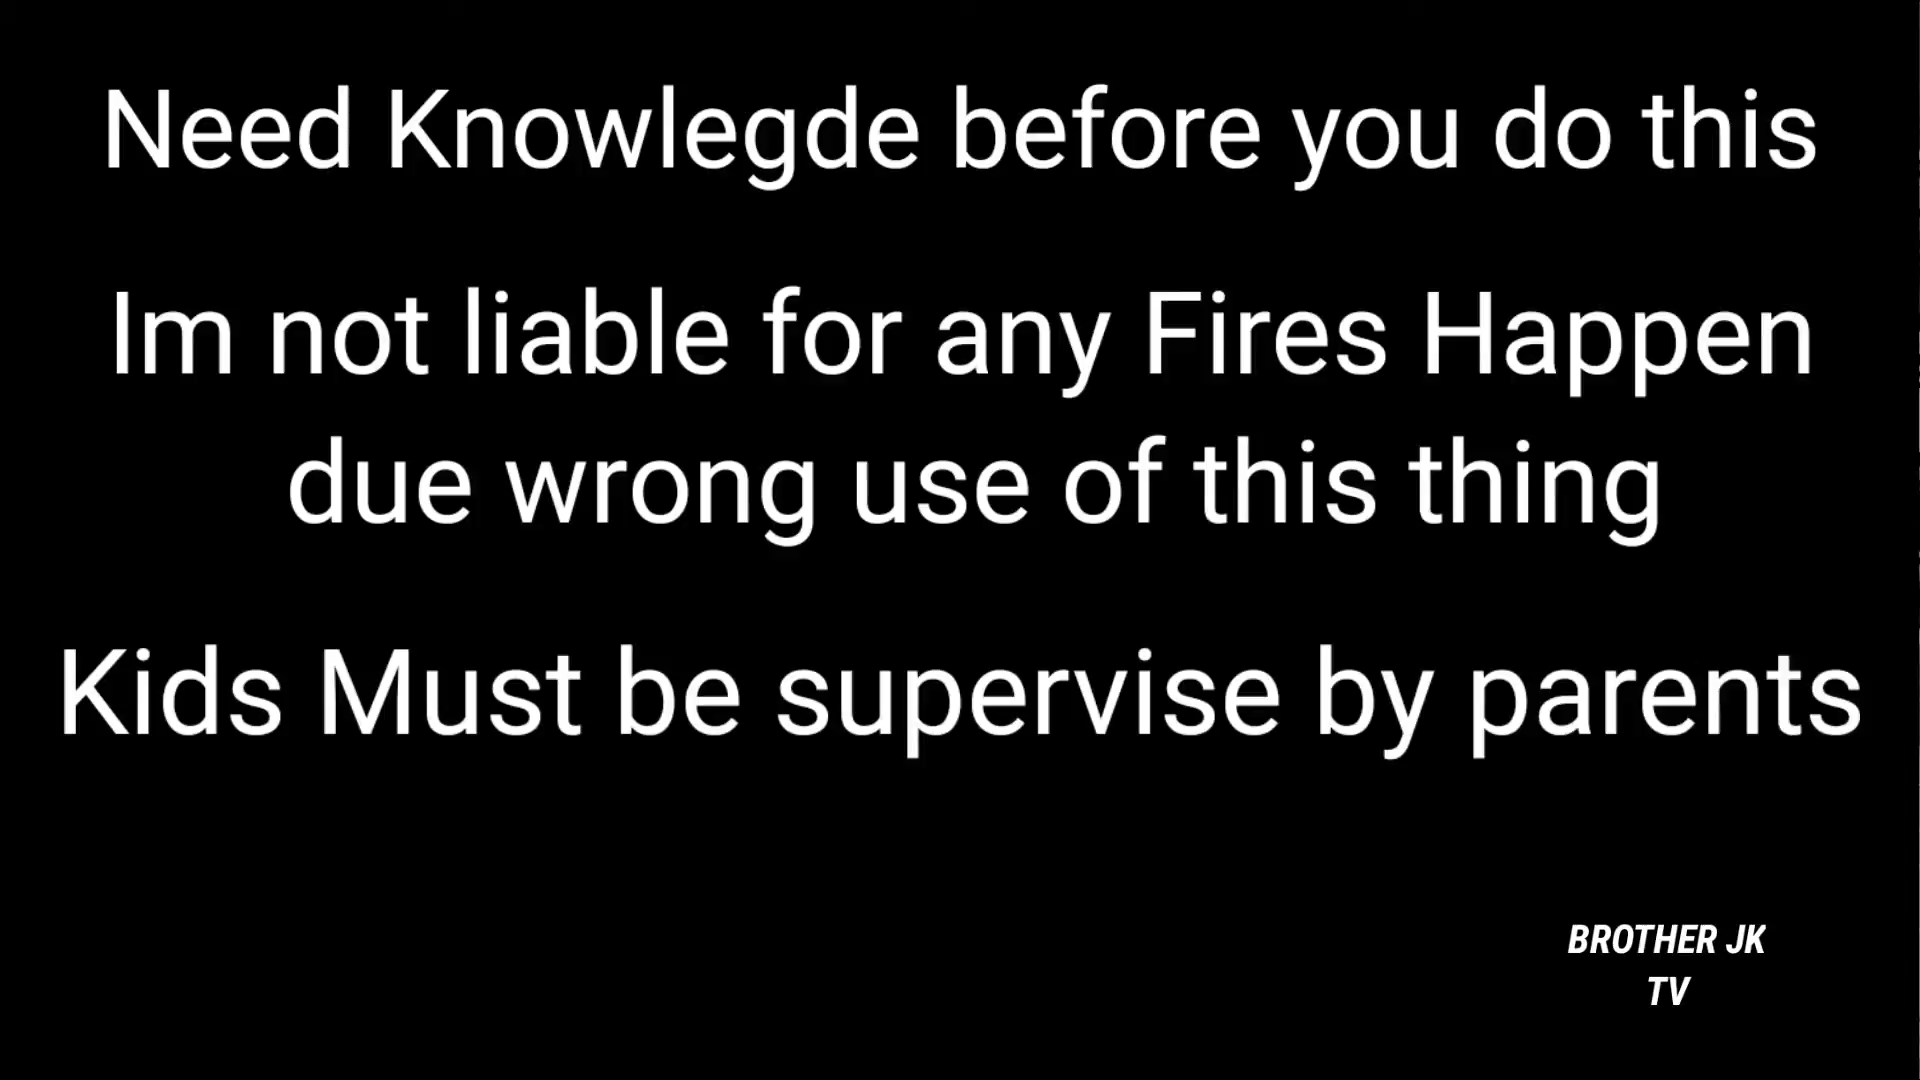 Need Knowlegde before you do this
Im not liable for any Fires Happen
due wrong use of this thing
Kids Must be supervise by parents
BROTHER JK
TV